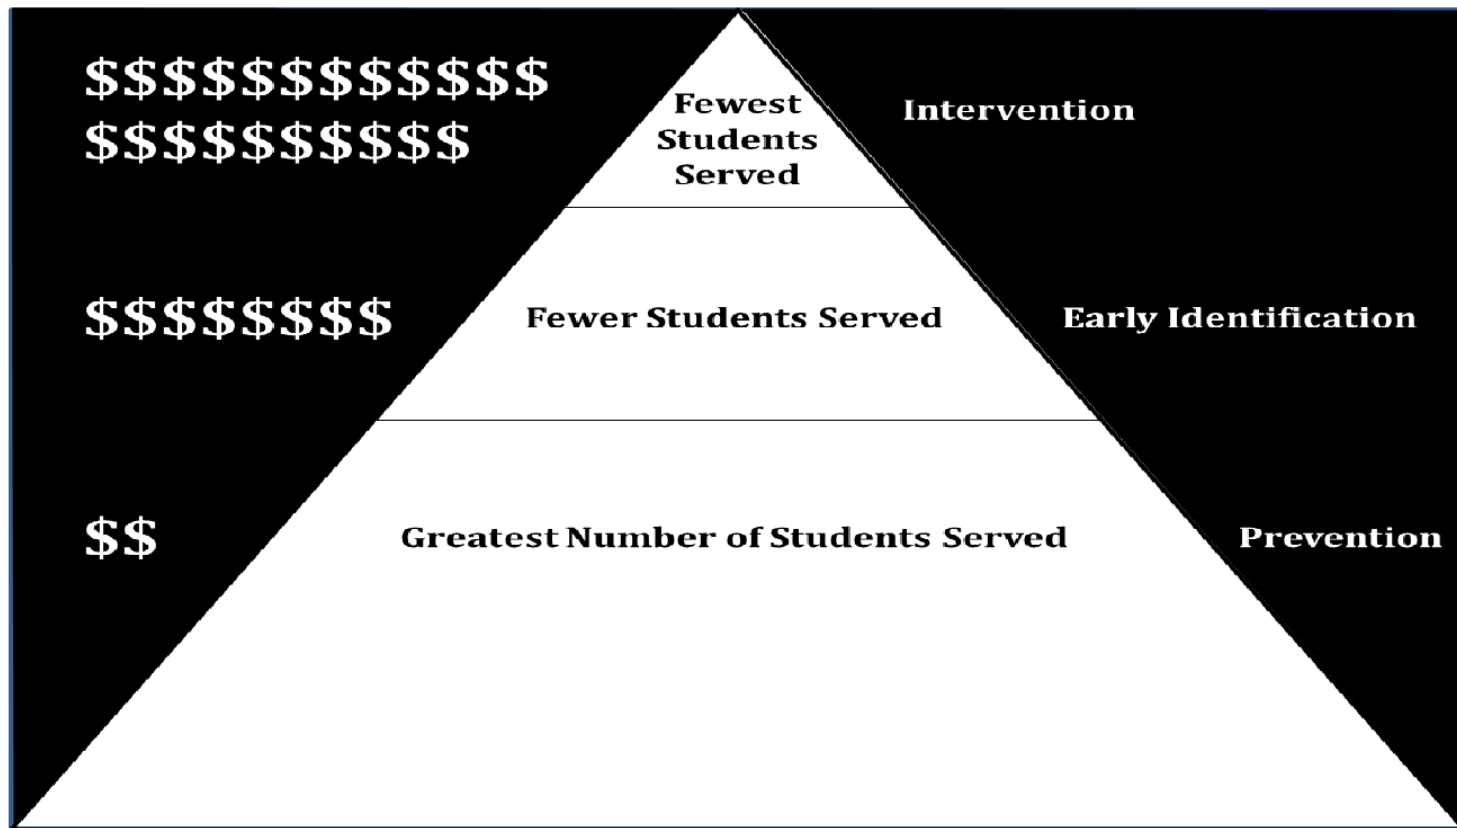 $$$$$$$$$$$$
$$$$$$$$$$
Fewest
Students
Served
Intervention
$$$$$$$$
Fewer Students Served
Early Identification
$$
Greatest Number of Students Served
Prevention